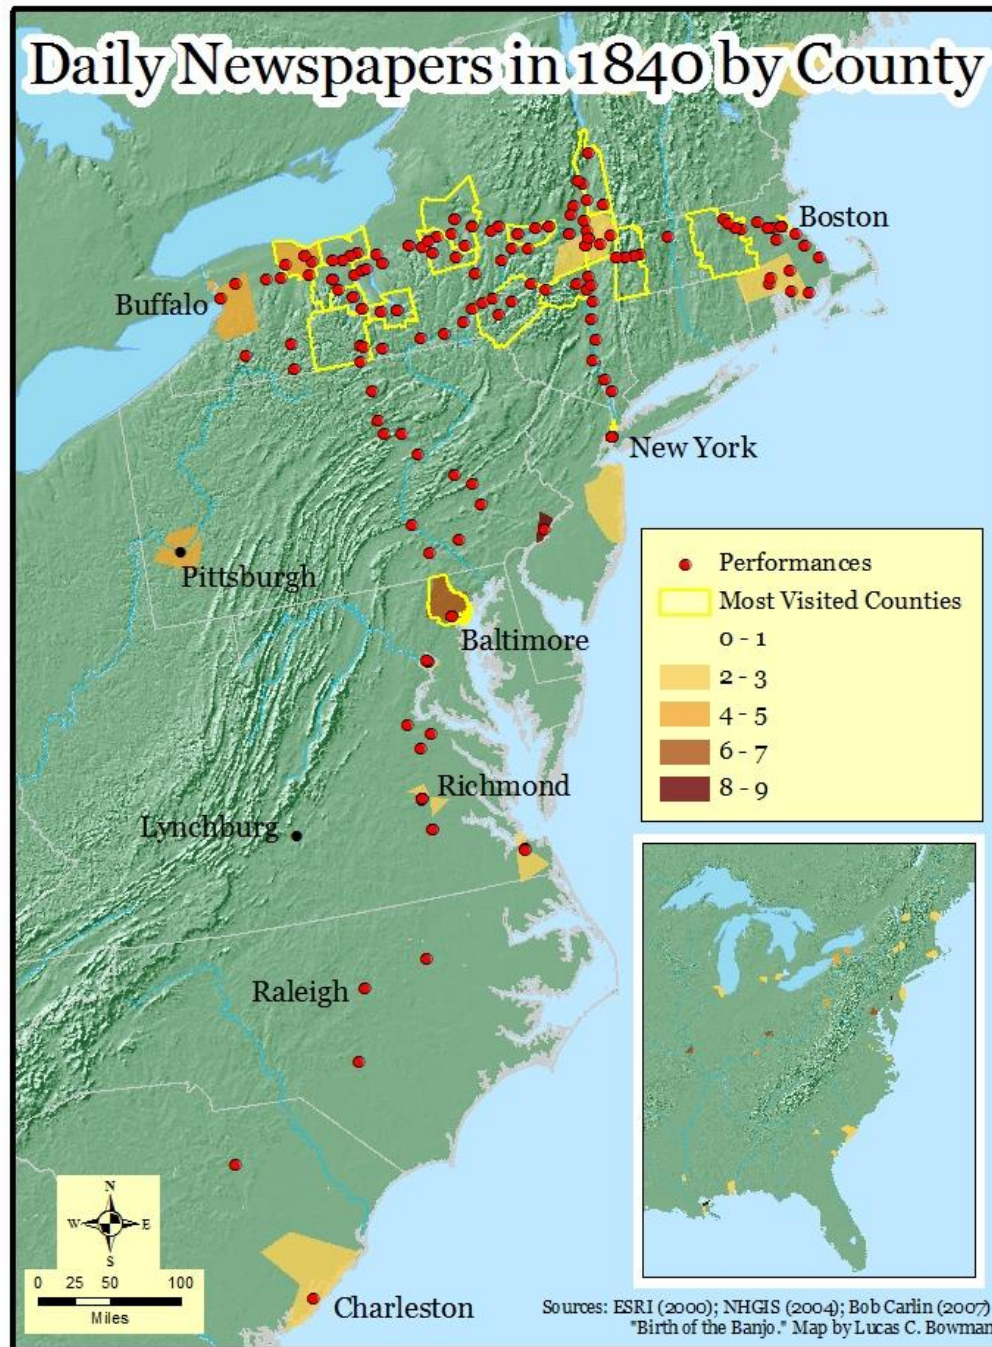 Daily Newspapers in 1840 by County
Boston
Buffalo
New York
Pittsburgh
Baltimore
Richmond
Lynchburg
Raleigh
Charleston
Performances
Most Visited Counties
0 - 1
2 - 3
4 - 5
6 - 7
8 - 9
N
W E
S
0 25 50 100
Miles
Sources: ESRI (2000); NHGIS (2004); Bob Carlin (2007)
"Birth of the Banjo." Map by Lucas C. Bowman